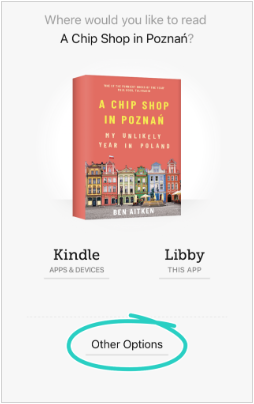 Where would you like to read
A Chip Shop in Poznań?
A CHIP SHOP
IN POZNAŃ
MY UNLIKELY
YEAR IN POLAND
BEN AITKEN
Kindle
APPS & DEVICES
Libby
THIS APP
Other Options